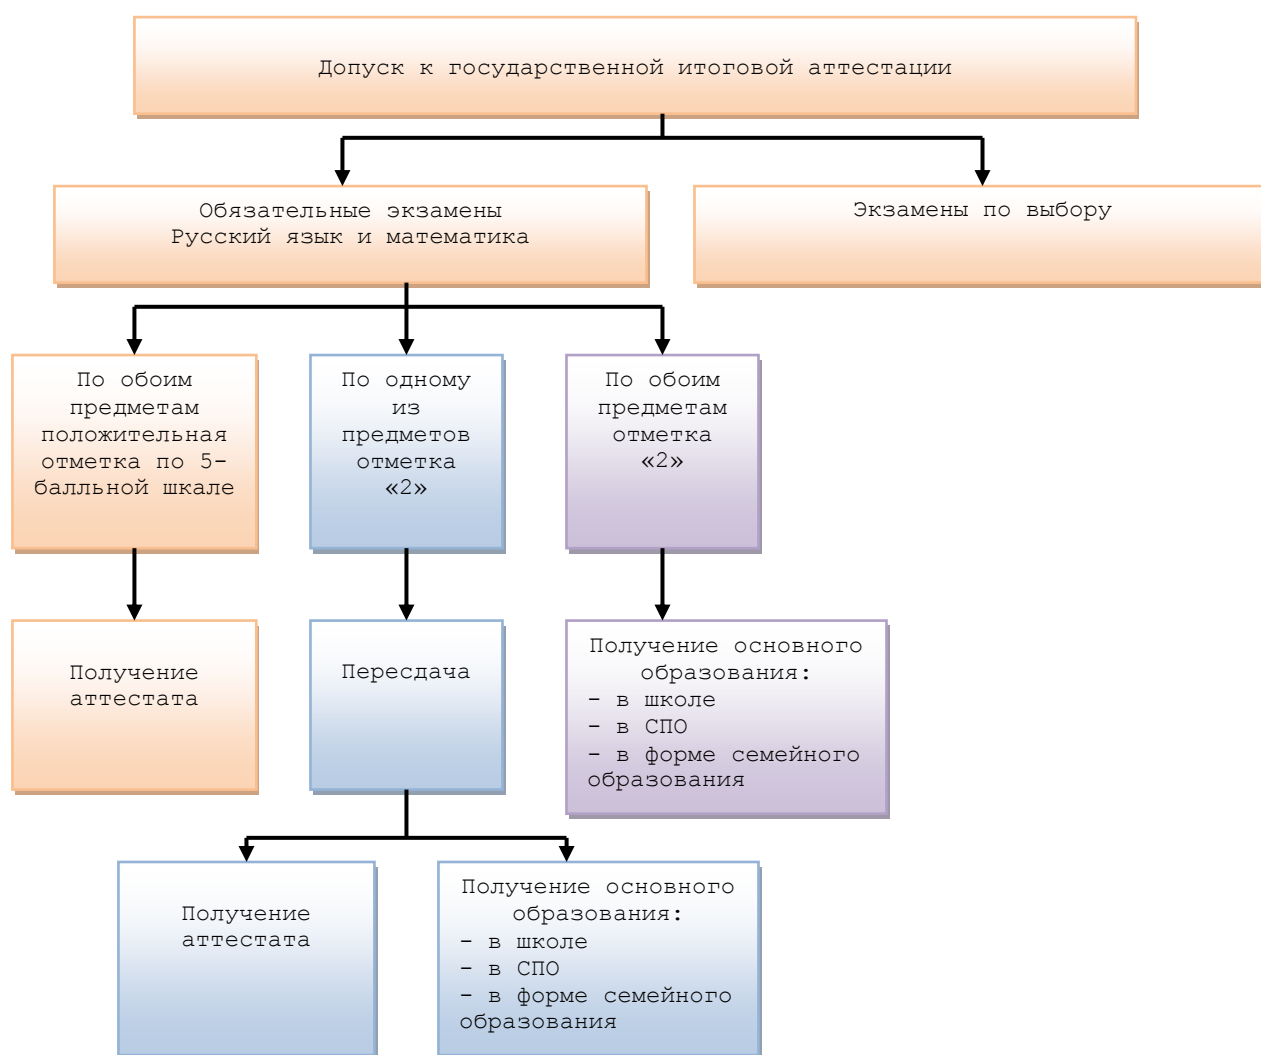 Допуск к государственной итоговой аттестации
Обязательные экзамены
Русский язык и математика
Экзамены по выбору
По обоим
предметам
положительная
отметка по 5-
балльной шкале
По одному
из
предметов
отметка
«2»
По обоим
предметам
отметка
«2»
Получение
аттестата
Пересдача
Получение основного
образования:
- в школе
- в СПО
- в форме семейного
образования
Получение
аттестата
Получение основного
образования:
- в школе
- в СПО
- в форме семейного
образования